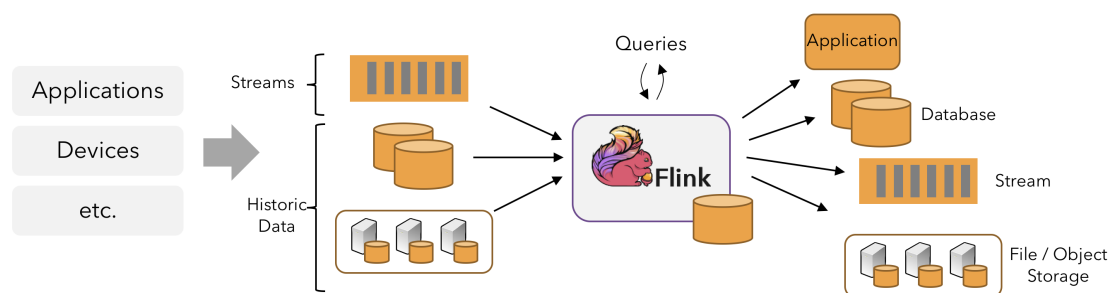 Applications
Devices
etc.
Streams
Historic
Data
Queries
Flink
Application
Database
Stream
File / Object
Storage